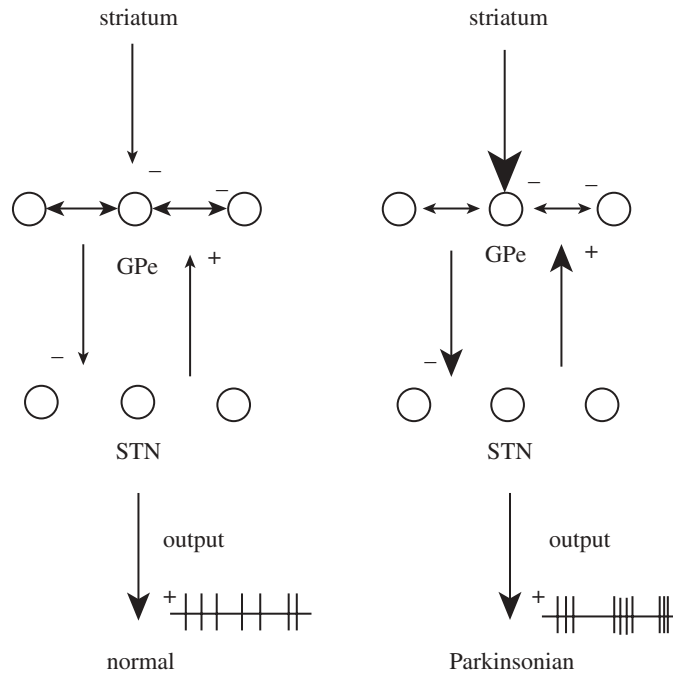 striatum striatum
− − − −
GPe + GPe +
− −
STN STN
output output
+ +
normal Parkinsonian